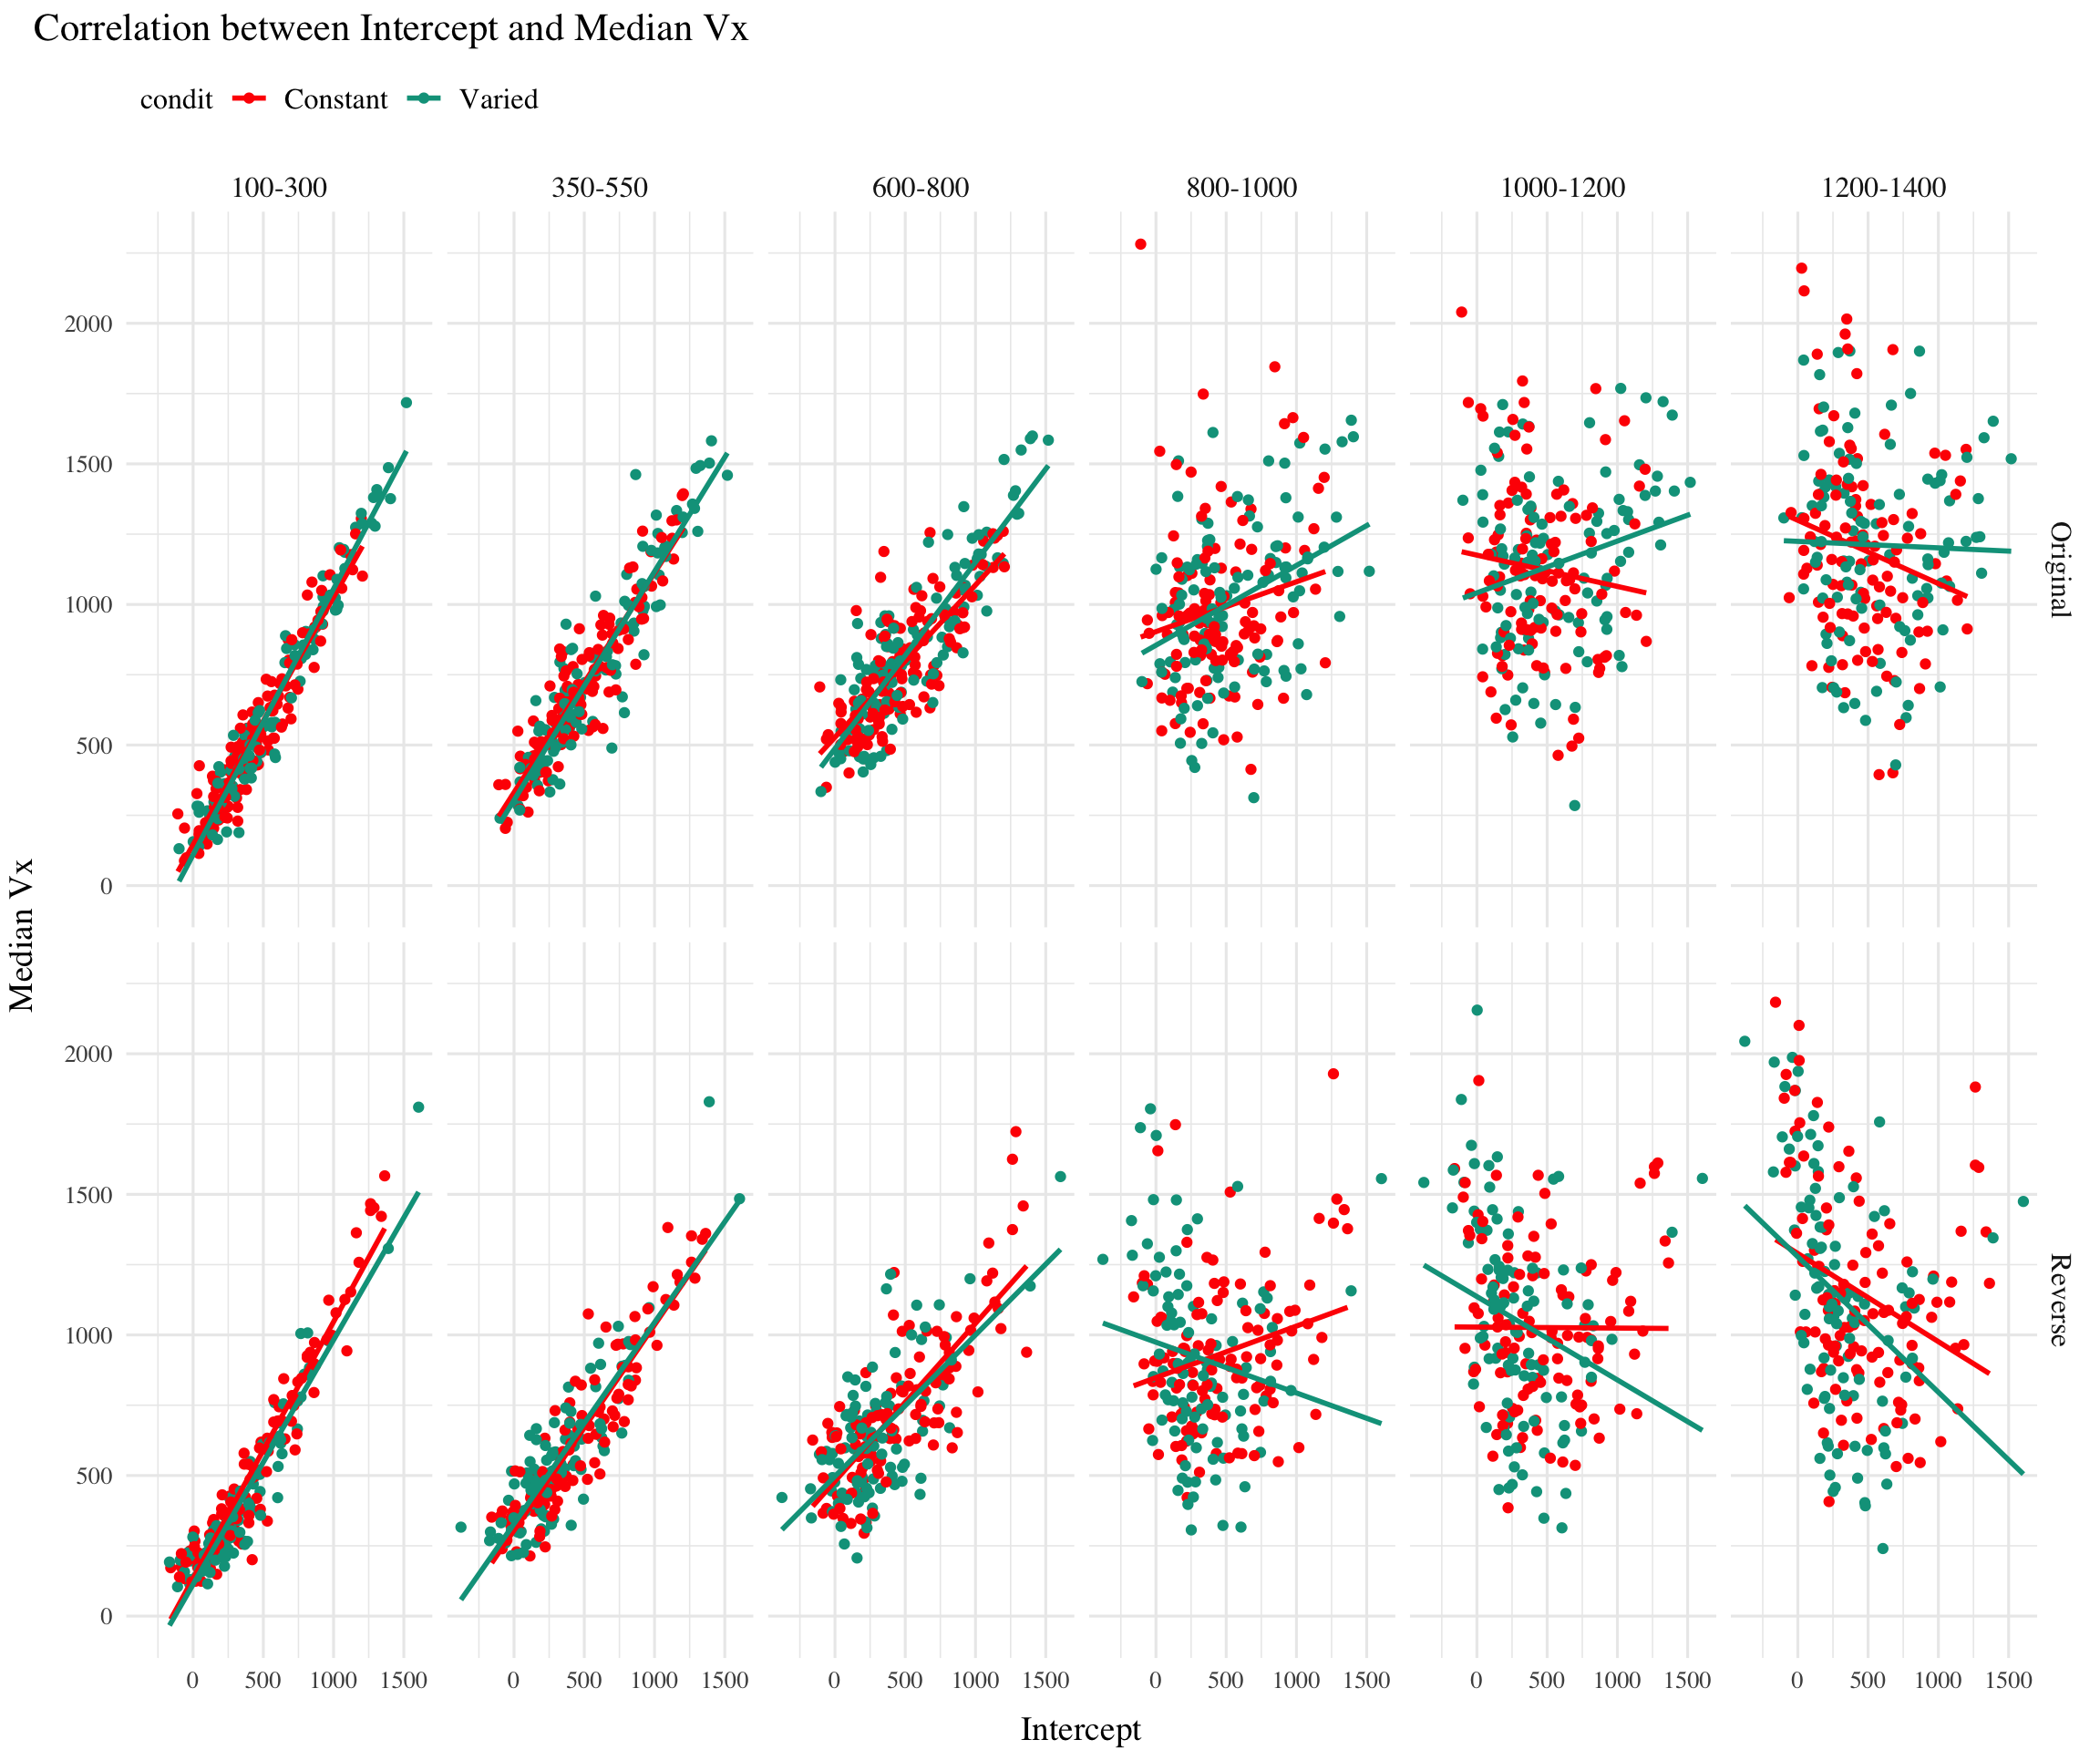 Correlation between Intercept and Median Vx
condit Constant Varied
100-300 350-550 600-800 800-1000 1000-1200 1200-1400
2000
1500
1000
500
0
Original
Median Vx
2000
1500
1000
500
0
Reverse
0 500 1000 1500 0 500 1000 1500 0 500 1000 1500 0 500 1000 1500 0 500 1000 1500 0 500 1000 1500
Intercept